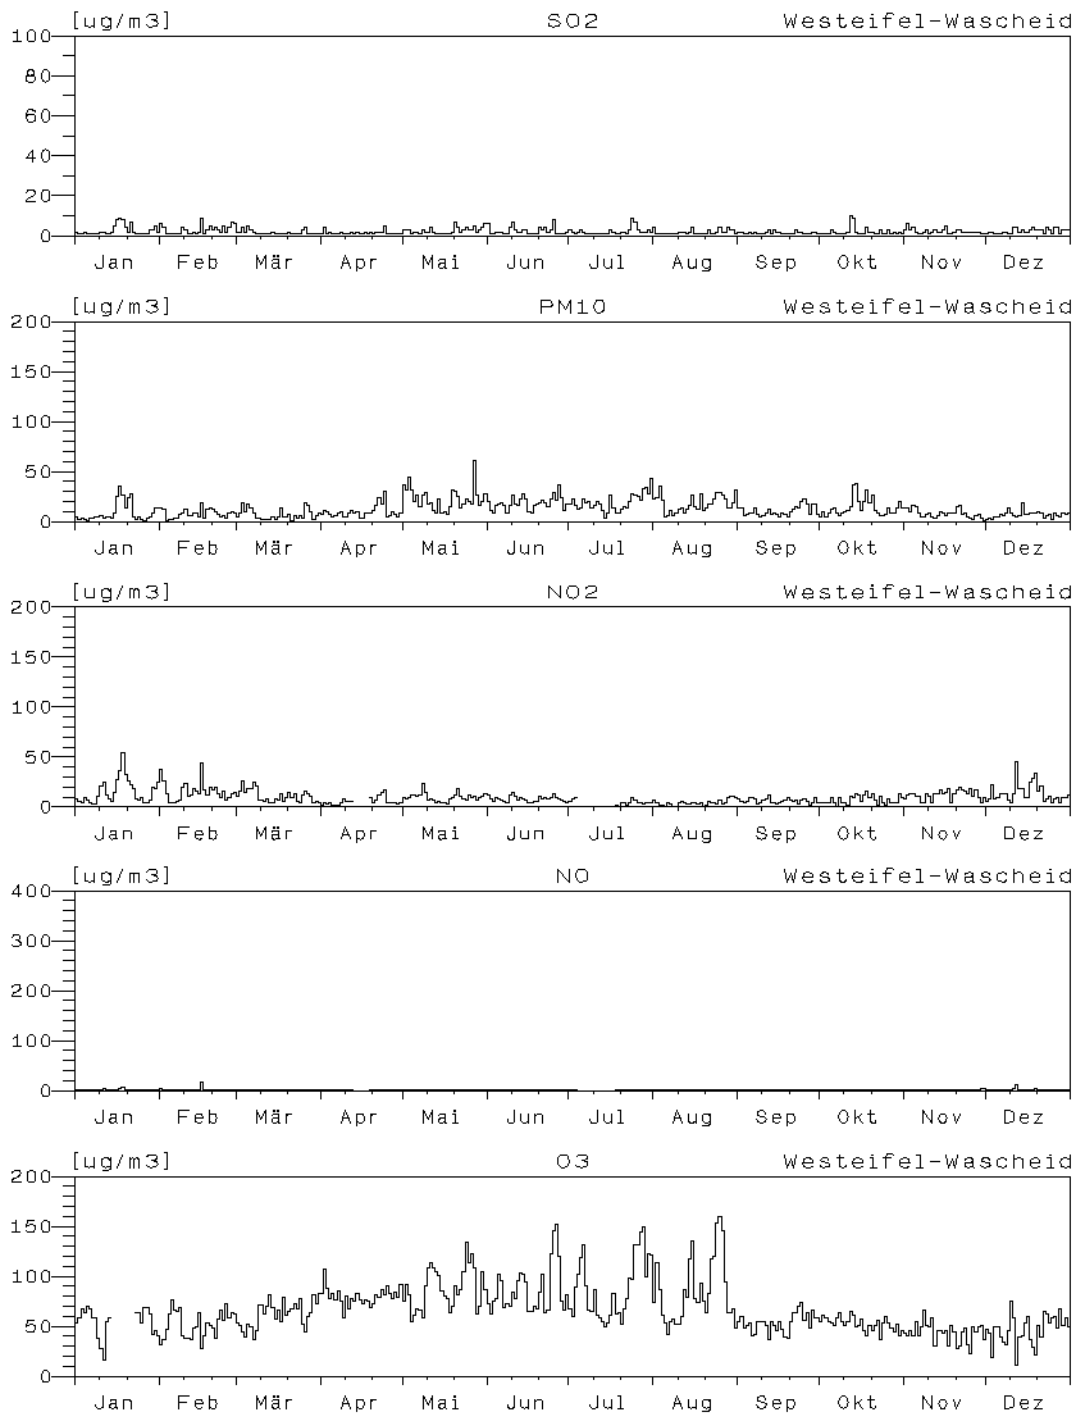 [ug/m3] SO2 Westeifel-Wascheid
100
80
60
40
20
0
Jan Feb Mär Apr Mai Jun Jul Aug Sep Okt Nov Dez
[ug/m3] PM10 Westeifel-Wascheid
200
150
100
50
0
Jan Feb Mär Apr Mai Jun Jul Aug Sep Okt Nov Dez
[ug/m3] NO2 Westeifel-Wascheid
200
150
100
50
0
Jan Feb Mär Apr Mai Jun Jul Aug Sep Okt Nov Dez
[ug/m3] NO Westeifel-Wascheid
400
300
200
100
0
Jan Feb Mär Apr Mai Jun Jul Aug Sep Okt Nov Dez
[ug/m3] O3 Westeifel-Wascheid
200
150
100
50
0
Jan Feb Mär Apr Mai Jun Jul Aug Sep Okt Nov Dez